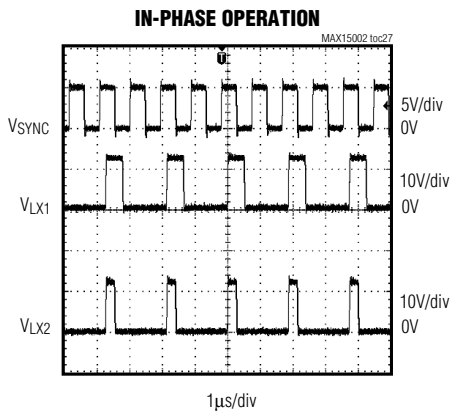 IN-PHASE OPERATION
MAX15002 toc27
T
5V/div
VSYNC
0V
10V/div
VLX1
0V
10V/div
VLX2
0V
1μs/div